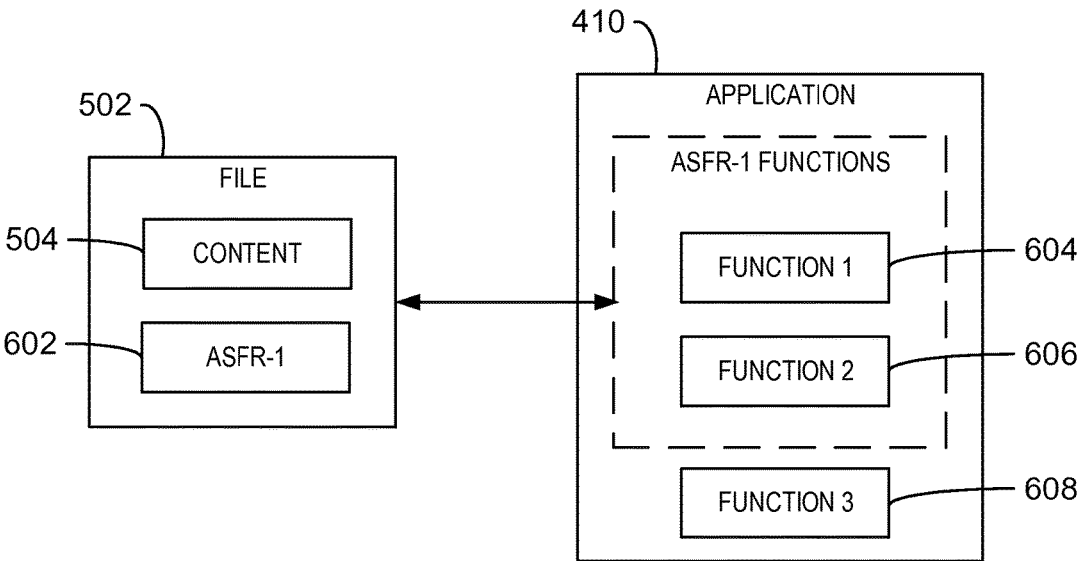 410
APPLICATION
502
FILE
ASFR-1 FUNCTIONS
504
CONTENT
FUNCTION 1
604
602
ASFR-1
FUNCTION 2
606
FUNCTION 3
608